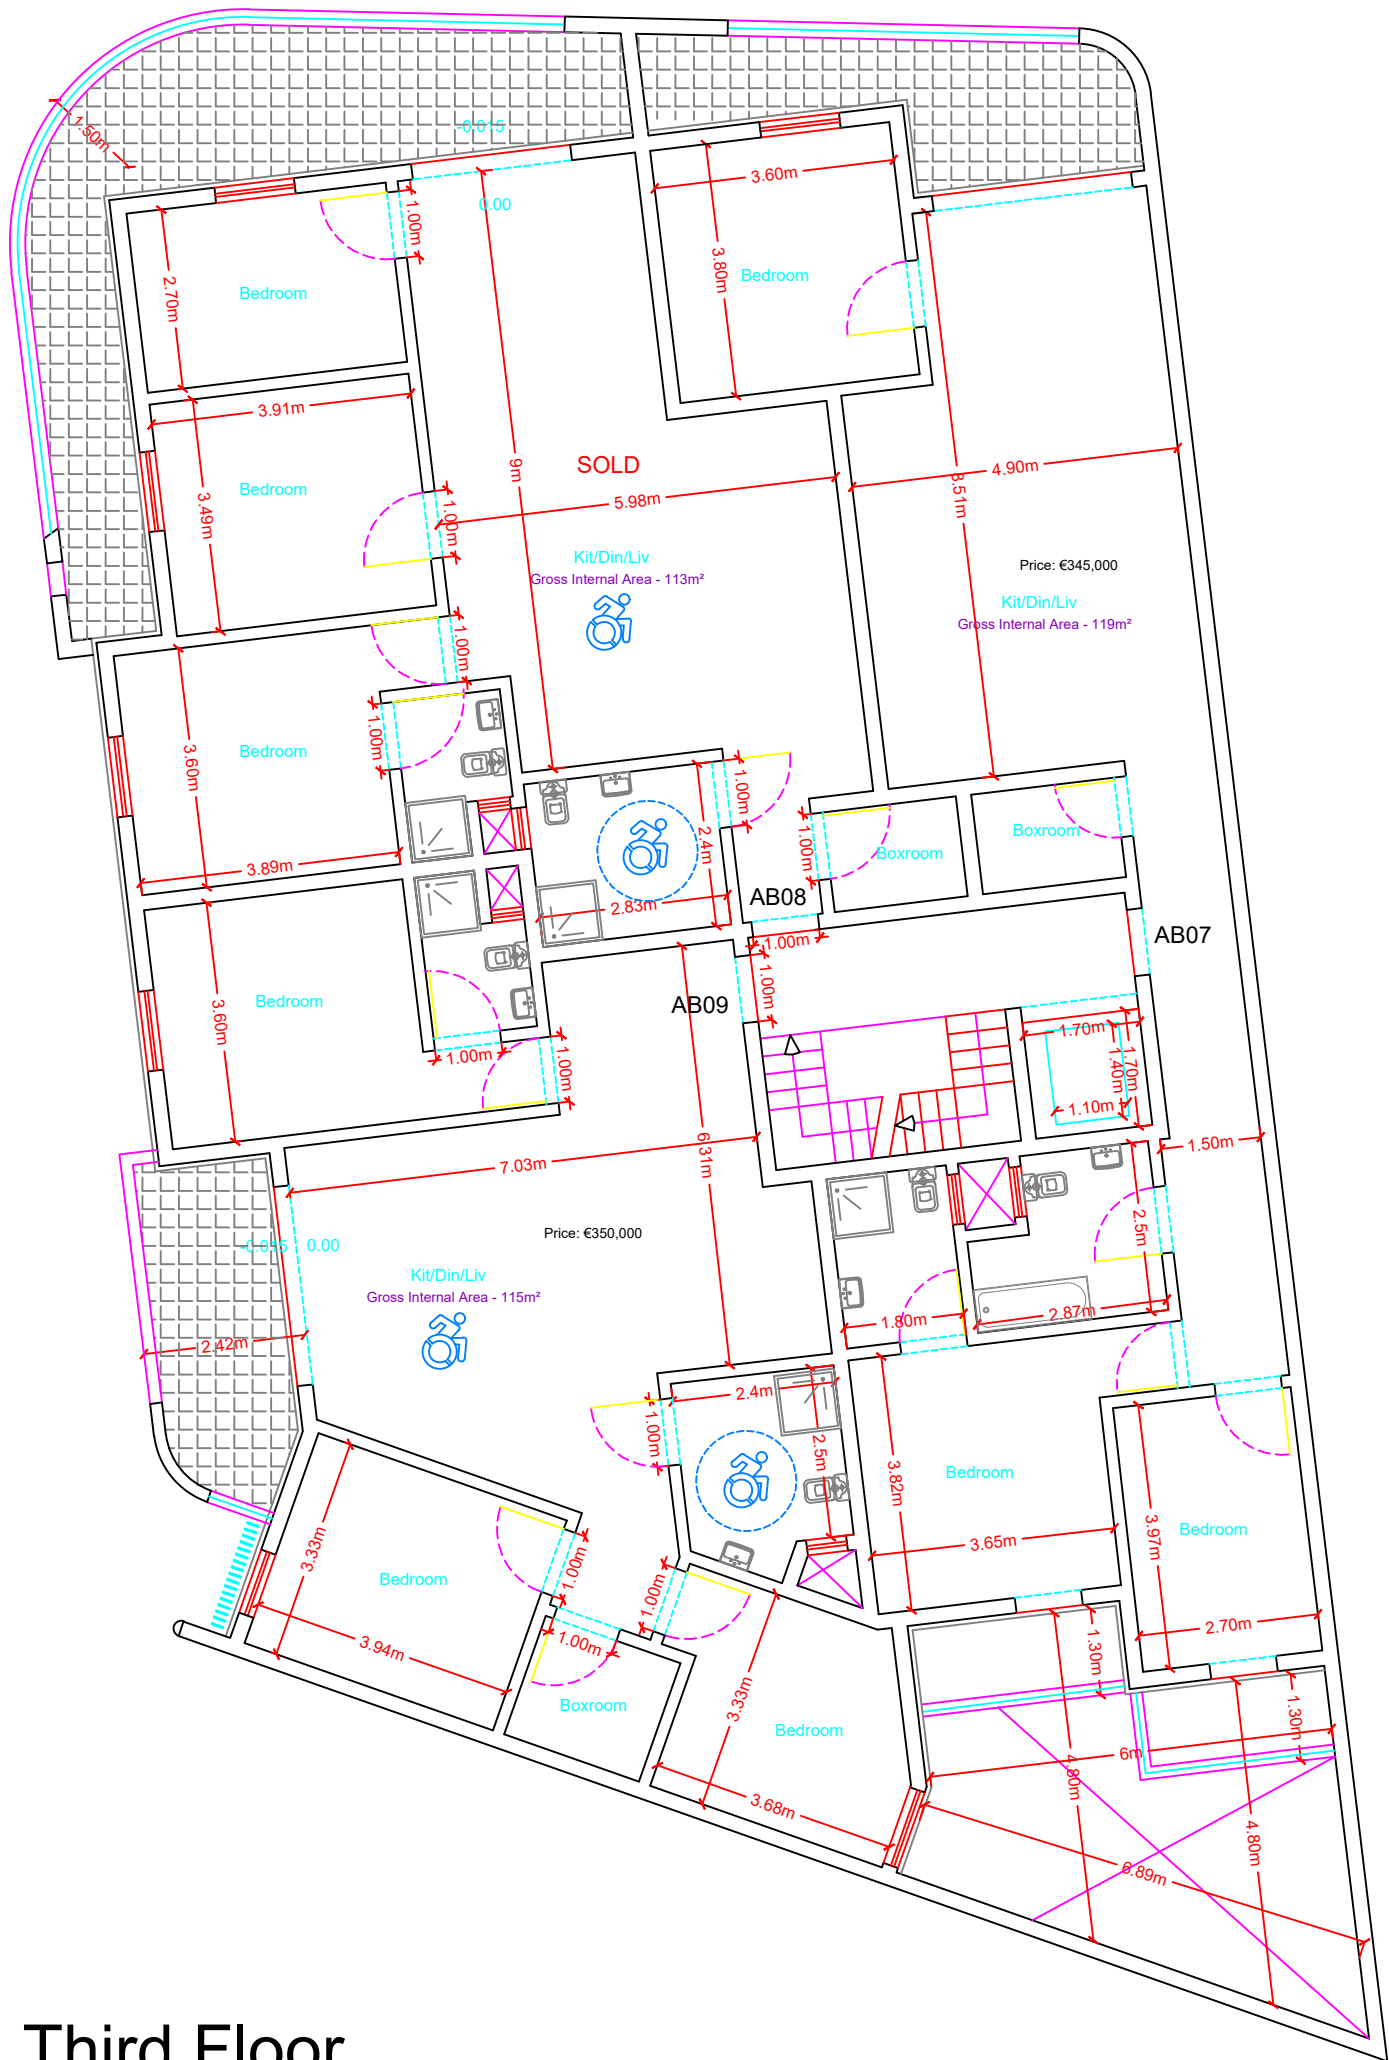 -0.015
1.50m
3.60m
0.00
1.00m
3.80m
Bedroom
2.70m
Bedroom
3.91m
SOLD
4.90m
9m
8.51m
Bedroom
3.49m
5.98m
1.00m
Kit/Din/Liv
Gross Internal Area - 113m²
Price: €345,000
Kit/Din/Liv
Gross Internal Area - 119m²
1.00m
1.00m
3.60m
Bedroom
1.00m
2.4m
1.00m
Boxroom
Boxroom
3.89m
2.83m
AB08
1.00m
AB07
1.00m
AB09
Bedroom
3.60m
1.00m
1.00m
1.70m
1.70m
1.40m
1.10m
7.03m
6.31m
1.50m
2.5m
Price: €350,000
-0.015
0.00
Kit/Din/Liv
Gross Internal Area - 115m²
2.42m
1.80m
2.87m
2.4m
1.00m
2.5m
3.82m
Bedroom
3.65m
3.97m
Bedroom
3.33m
Bedroom
1.00m
1.00m
1.00m
3.94m
2.70m
1.30m
1.30m
Boxroom
3.33m
Bedroom
3.68m
6m
4.80m
4.80m
6.89m
Third Floor